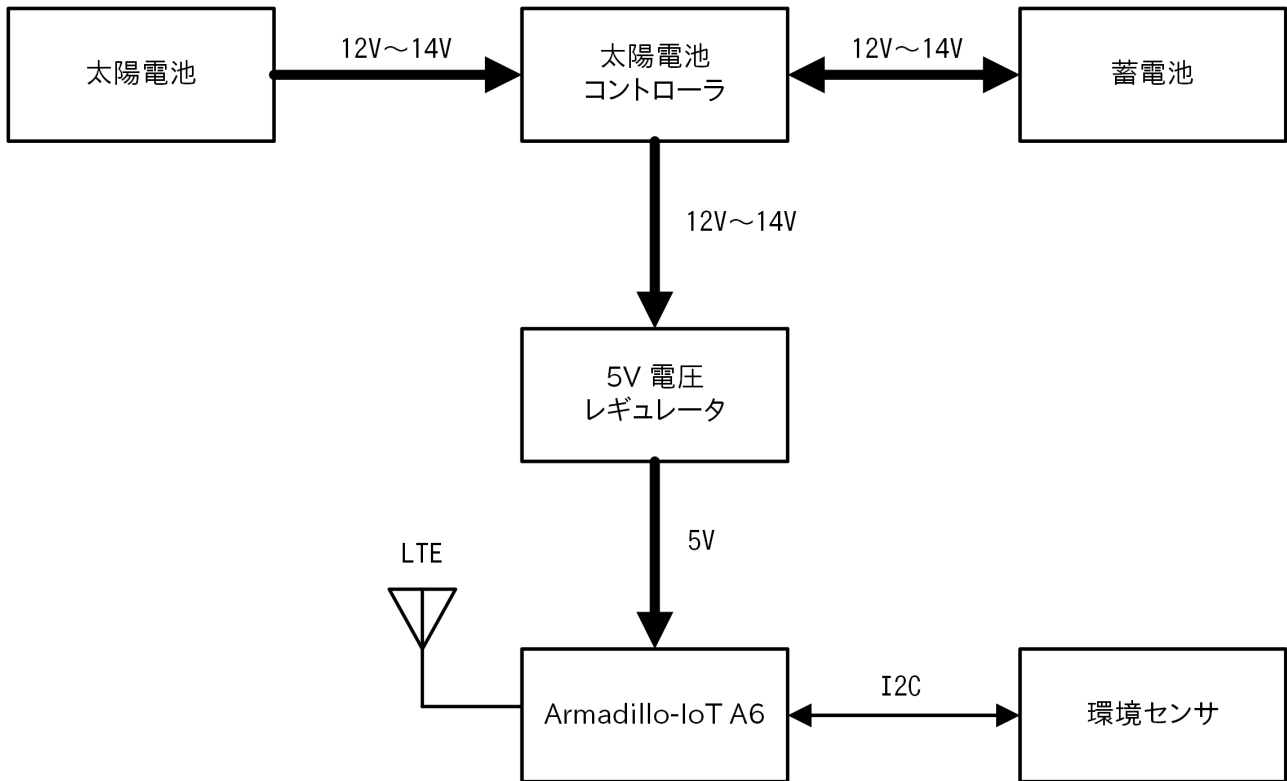 太陽電池
12V～14V
太陽電池
コントローラ
12V～14V
蓄電池
12V～14V
5V 電圧
レギュレータ
5V
LTE
Armadillo-IoT A6
I2C
環境センサ